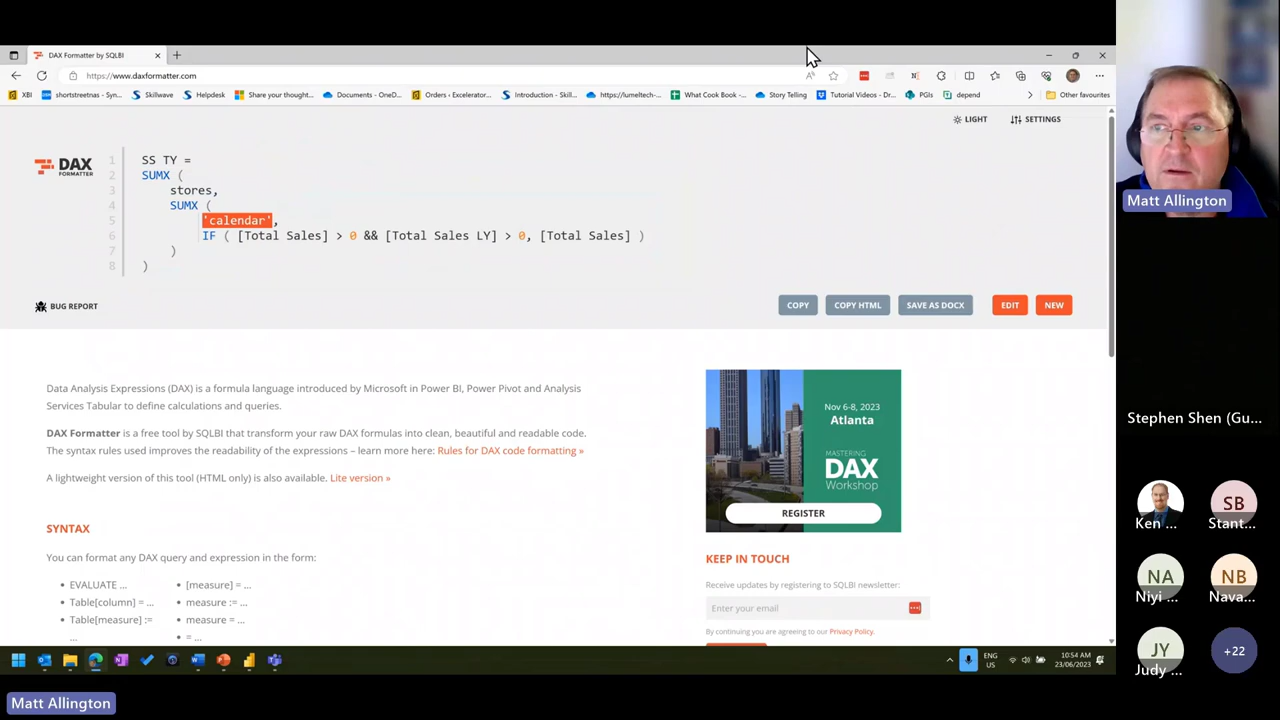 DAX Formatter by SQLBI
https://www.daxformatter.com
XBI
shortstreetnas - Syn...
Skillwave
Helpdesk
Share your thought...
Documents - OneD...
Orders ‹ Excelerator...
Introduction - Skill...
https://lumeltech-...
What Cook Book -...
Story Telling
Tutorial Videos - Dr...
PGIs
depend
Other favourites
LIGHT
SETTINGS
DAX
FORMATTER
1 SS TY =
2 SUMX (
3 stores,
4 SUMX (
5 'calendar',
6 IF ( [Total Sales] > 0 && [Total Sales LY] > 0, [Total Sales] )
7 )
8 )
BUG REPORT
COPY
COPY HTML
SAVE AS DOCX
EDIT
NEW
Data Analysis Expressions (DAX) is a formula language introduced by Microsoft in Power BI, Power Pivot and Analysis
Services Tabular to define calculations and queries.
DAX Formatter is a free tool by SQLBI that transform your raw DAX formulas into clean, beautiful and readable code.
The syntax rules used improves the readability of the expressions – learn more here: Rules for DAX code formatting »
A lightweight version of this tool (HTML only) is also available. Lite version »
SYNTAX
You can format any DAX query and expression in the form:
• EVALUATE ...
• Table[column] = ...
• Table[measure] :=
...
• [measure] = ...
• measure := ...
• measure = ...
• = ...
Nov 6-8, 2023
Atlanta
MASTERING
DAX
Workshop
REGISTER
KEEP IN TOUCH
Receive updates by registering to SQLBI newsletter:
Enter your email
By continuing you are agreeing to our Privacy Policy.
ENG
US
10:54 AM
23/06/2023
Matt Allington
Matt Allington
Stephen Shen (Gu...
Ken ...
SB
Stant...
NA
Niyi ...
NB
Nava...
JY
Judy ...
+22